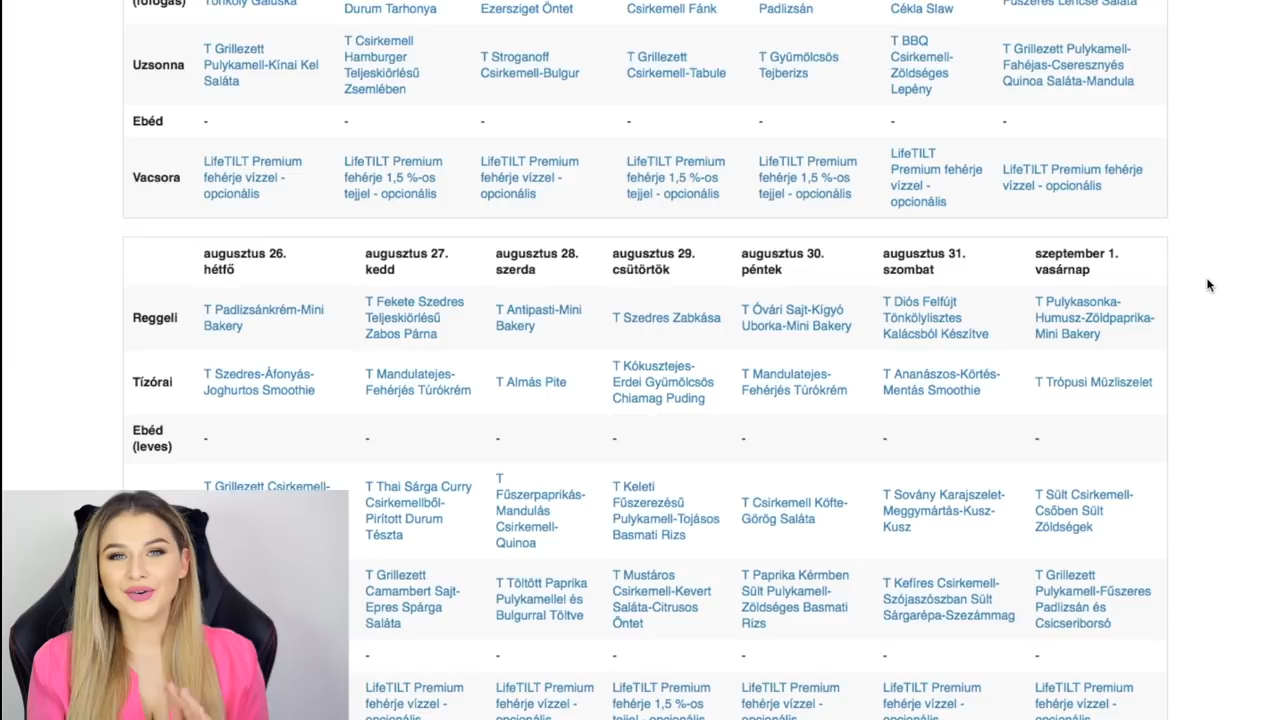 (főfogás)
Tönköly Galuska
Durum Tarhonya
Ezersziget Öntet
Csirkemell Fánk
Padlizsán
Cékla Slaw
Fűszeres Lencse Saláta
Uzsonna
T Grillezett
Pulykamell-Kínai Kel
Saláta
T Csirkemell
Hamburger
Teljeskiörlésű
Zsemlében
T Stroganoff
Csirkemell-Bulgur
T Grillezett
Csirkemell-Tabule
T Gyümölcsös
Tejberizs
T BBQ
Csirkemell-
Zöldséges
Lepény
T Grillezett Pulykamell-
Fahéjas-Cseresznyés
Quinoa Saláta-Mandula
Ebéd
-
-
-
-
-
-
-
Vacsora
LifeTILT Premium
fehérje vízzel -
opcionális
LifeTILT Premium
fehérje 1,5 %-os
tejjel - opcionális
LifeTILT Premium
fehérje vízzel -
opcionális
LifeTILT Premium
fehérje 1,5 %-os
tejjel - opcionális
LifeTILT Premium
fehérje 1,5 %-os
tejjel - opcionális
LifeTILT
Premium fehérje
vízzel -
opcionális
LifeTILT Premium fehérje
vízzel - opcionális
augusztus 26.
hétfő
augusztus 27.
kedd
augusztus 28.
szerda
augusztus 29.
csütörtök
augusztus 30.
péntek
augusztus 31.
szombat
szeptember 1.
vasárnap
Reggeli
T Padlizsánkrém-Mini
Bakery
T Fekete Szedres
Teljeskiörlésű
Zabos Párna
T Antipasti-Mini
Bakery
T Szedres Zabkása
T Óvári Sajt-Kígyó
Uborka-Mini Bakery
T Diós Felfújt
Tönkölylisztes
Kalácsból Készítve
T Pulykasonka-
Humusz-Zöldpaprika-
Mini Bakery
Tízórai
T Szedres-Áfonyás-
Joghurtos Smoothie
T Mandulatejes-
Fehérjés Túrókrém
T Almás Pite
T Kókusztejes-
Erdei Gyümölcsös
Chiamag Puding
T Mandulatejes-
Fehérjés Túrókrém
T Ananászos-Körtés-
Mentás Smoothie
T Trópusi Müzliszelet
Ebéd
(leves)
-
-
-
-
-
-
-
T Grillezett Csirkemell-
T Thai Sárga Curry
Csirkemellből-
Pirított Durum
Tészta
T
Fűszerpaprikás-
Mandulás
Csirkemell-
Quinoa
T Keleti
Fűszerezésű
Pulykamell-Tojásos
Basmati Rizs
T Csirkemell Köfte-
Görög Saláta
T Sovány Karajszelet-
Meggymártás-Kusz-
Kusz
T Sült Csirkemell-
Csőben Sült
Zöldségek
T Grillezett
Camambert Sajt-
Epres Spárga
Saláta
T Töltött Paprika
Pulykamellel és
Bulgurral Töltve
T Mustáros
Csirkemell-Kevert
Saláta-Citrusos
Öntet
T Paprika Kérmben
Sült Pulykamell-
Zöldséges Basmati
Rizs
T Kefíres Csirkemell-
Szójaszószban Sült
Sárgarépa-Szezámmag
T Grillezett
Pulykamell-Fűszeres
Padlizsán és
Csicseriborsó
-
-
-
-
-
-
LifeTILT Premium
fehérje vízzel -
opcionális
LifeTILT Premium
fehérje vízzel -
opcionális
LifeTILT Premium
fehérje 1,5 %-os
tejjel - opcionális
LifeTILT Premium
fehérje vízzel -
opcionális
LifeTILT Premium
fehérje vízzel -
opcionális
LifeTILT Premium
fehérje vízzel -
opcionális